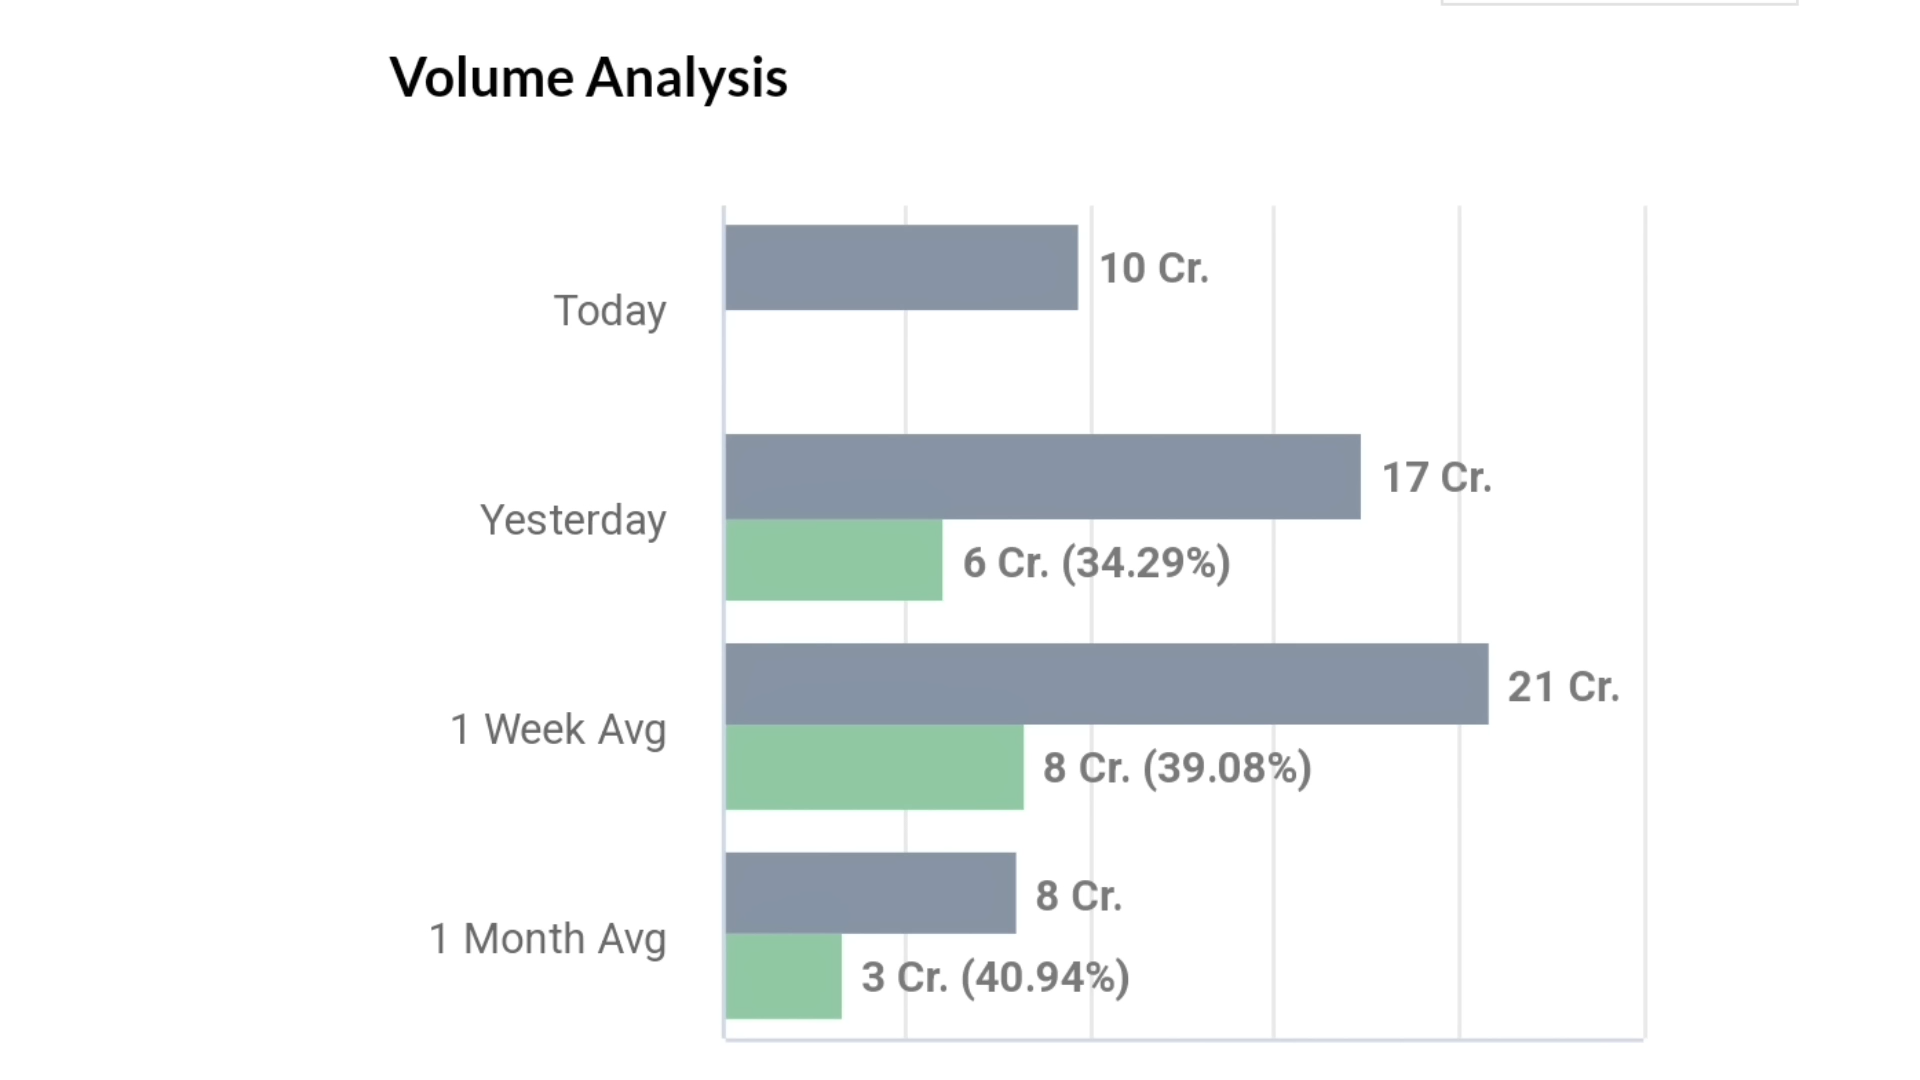 Volume Analysis
Today
10 Cr.
Yesterday
17 Cr.
6 Cr. (34.29%)
1 Week Avg
21 Cr.
8 Cr. (39.08%)
1 Month Avg
8 Cr.
3 Cr. (40.94%)